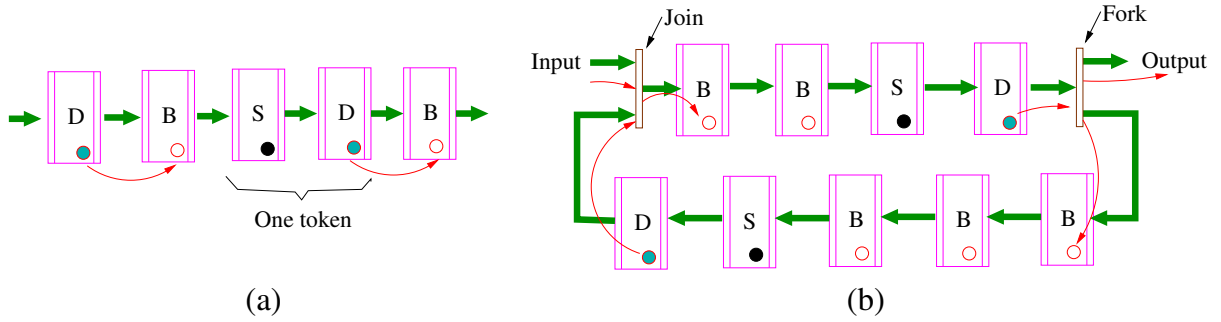 D B S D B
One token
(a)
Join Fork
Input B B S D Output
D S B B B
(b)